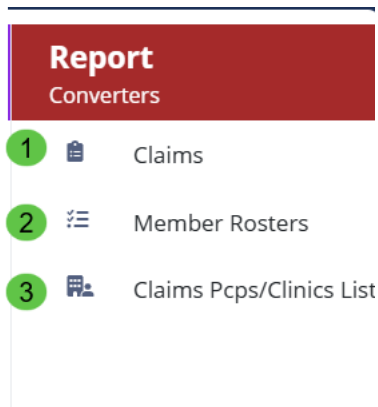 Report
Converters
1 Claims
2 Member Rosters
3 Claims Pcps/Clinics List